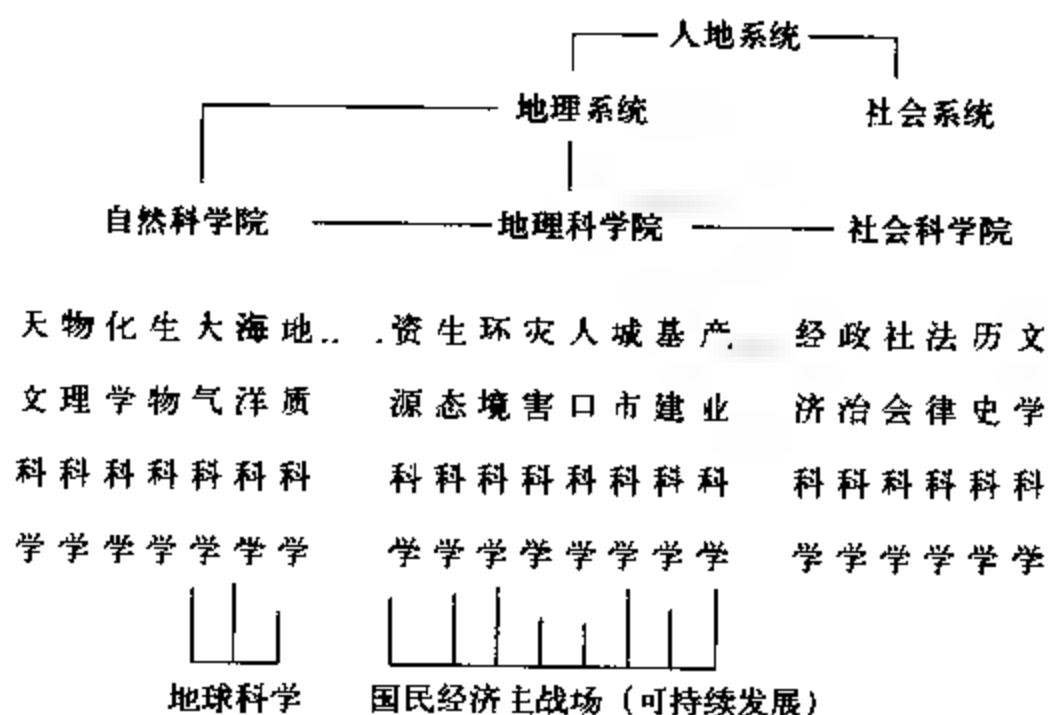 人地系统
地理系统 社会系统
自然科学院 地理科学院 社会科学院
天物化生大海地.. .资生环灾人城基产 经政社法历文
文理学物气洋质 源态境害口市建业 济治会律史学
科科科科科科科 科科科科科科科科 科科科科科科
学学学学学学学 学学学学学学学学 学学学学学学
地球科学 国民经济主战场（可持续发展）